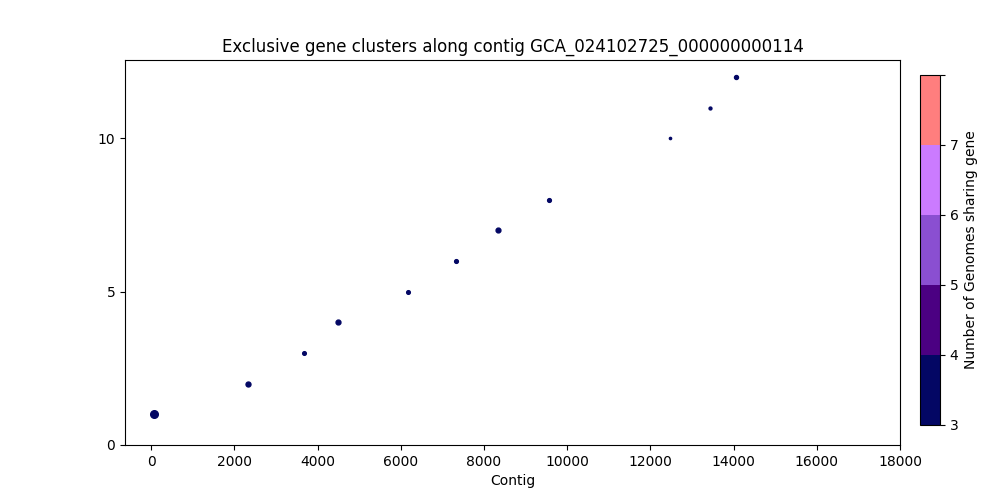 Exclusive gene clusters along contig GCA_024102725_000000000114
10
5
0
0 2000 4000 6000 8000 10000 12000 14000 16000 18000
Contig
7
6
5
4
3
Number of Genomes sharing gene